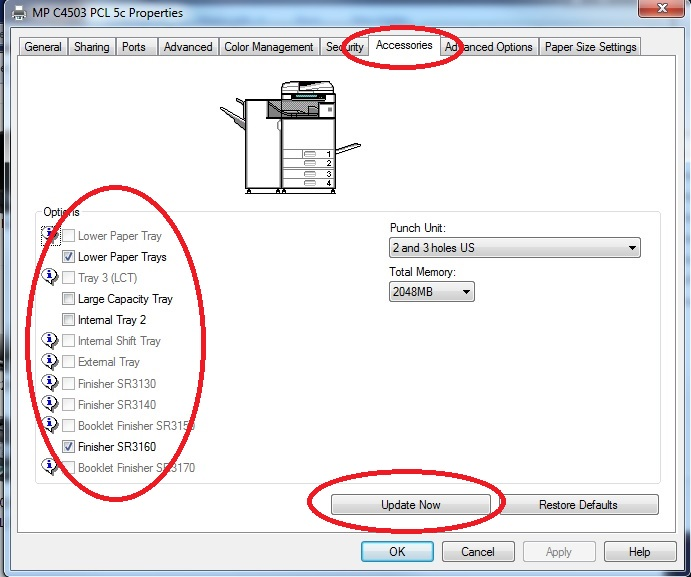 MP C4503 PCL 5c Properties
General Sharing Ports Advanced Color Management Security Accessories Advanced Options Paper Size Settings
1
2
3
4
Options
Lower Paper Tray
Lower Paper Trays
Tray 3 (LCT)
Large Capacity Tray
Internal Tray 2
Internal Shift Tray
External Tray
Finisher SR3130
Finisher SR3140
Booklet Finisher SR3150
Finisher SR3160
Booklet Finisher SR3170
Punch Unit:
2 and 3 holes US
Total Memory:
2048MB
Update Now Restore Defaults
OK Cancel Apply Help